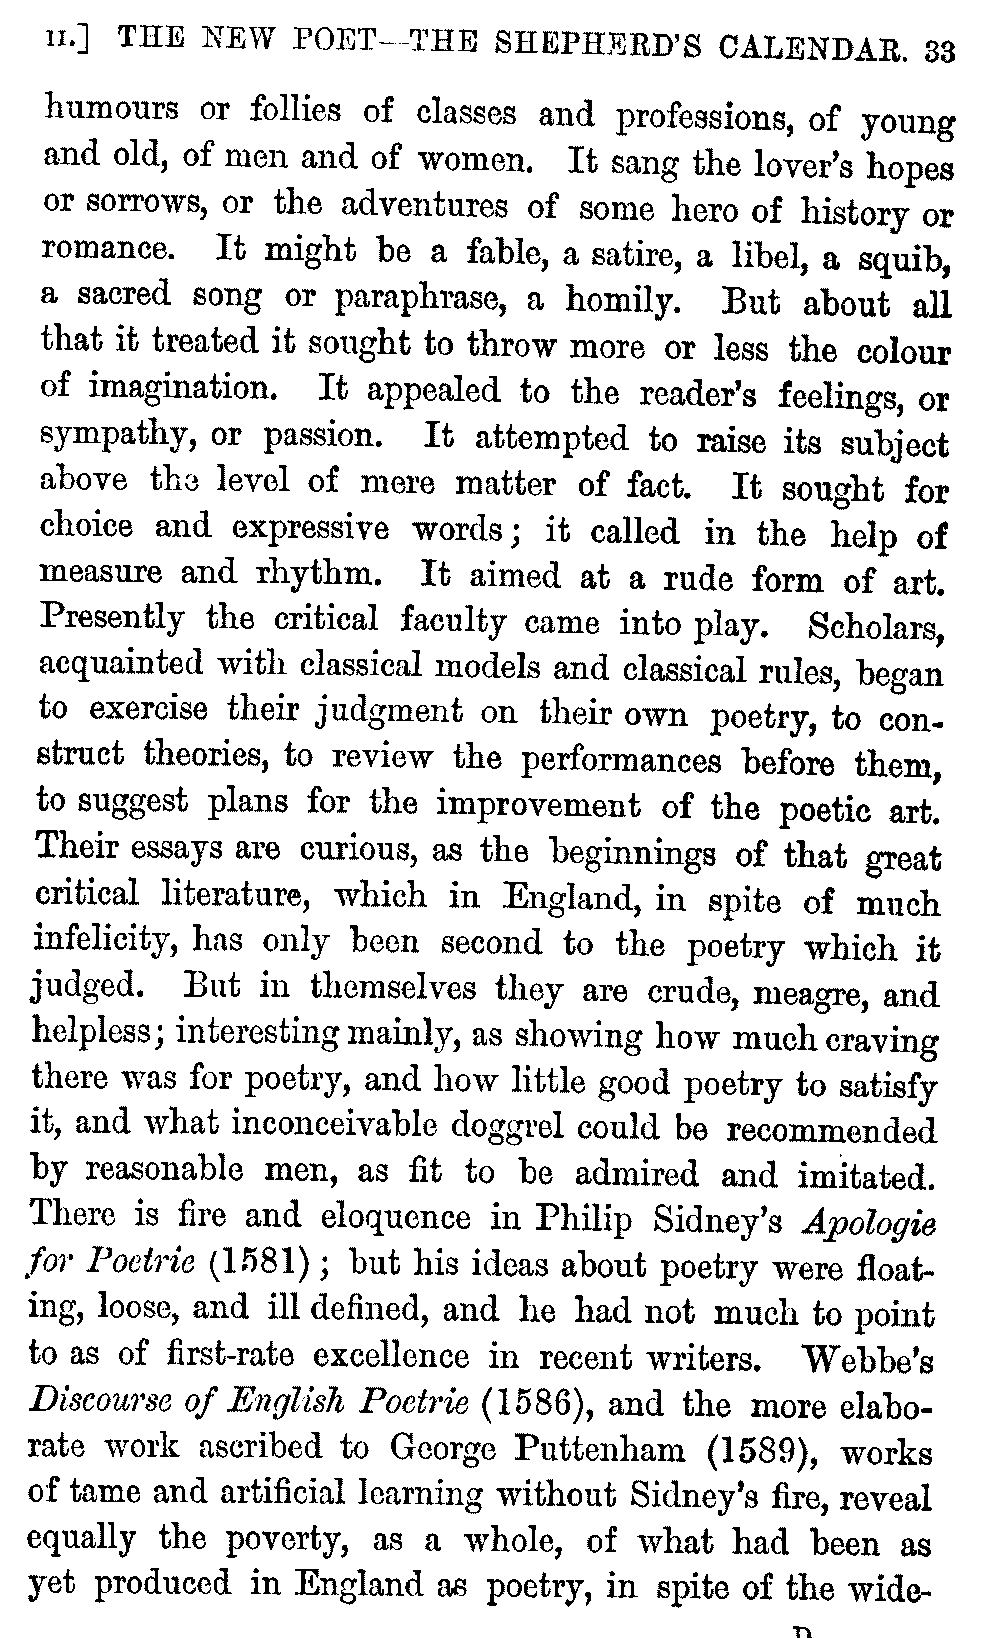 II.] THE NEW POET--THE SHEPHERD'S CALENDAR. 33
humours or follies of classes and professions, of young
and old, of men and of women. It sang the lover's hopes
or sorrows, or the adventures of some hero of history or
romance. It might be a fable, a satire, a libel, a squib,
a sacred song or paraphrase, a homily. But about all
that it treated it sought to throw more or less the colour
of imagination. It appealed to the reader's feelings, or
sympathy, or passion. It attempted to raise its subject
above the level of mere matter of fact. It sought for
choice and expressive words; it called in the help of
measure and rhythm. It aimed at a rude form of art.
Presently the critical faculty came into play. Scholars,
acquainted with classical models and classical rules, began
to exercise their judgment on their own poetry, to con-
struct theories, to review the performances before them,
to suggest plans for the improvement of the poetic art.
Their essays are curious, as the beginnings of that great
critical literature, which in England, in spite of much
infelicity, has only been second to the poetry which it
judged. But in themselves they are crude, meagre, and
helpless; interesting mainly, as showing how much craving
there was for poetry, and how little good poetry to satisfy
it, and what inconceivable doggrel could be recommended
by reasonable men, as fit to be admired and imitated.
There is fire and eloquence in Philip Sidney's Apologie
for Poetrie (1581); but his ideas about poetry were float-
ing, loose, and ill defined, and he had not much to point
to as of first-rate excellence in recent writers. Webbe's
Discourse of English Poetrie (1586), and the more elabo-
rate work ascribed to George Puttenham (1589), works
of tame and artificial learning without Sidney's fire, reveal
equally the poverty, as a whole, of what had been as
yet produced in England as poetry, in spite of the wide-
D